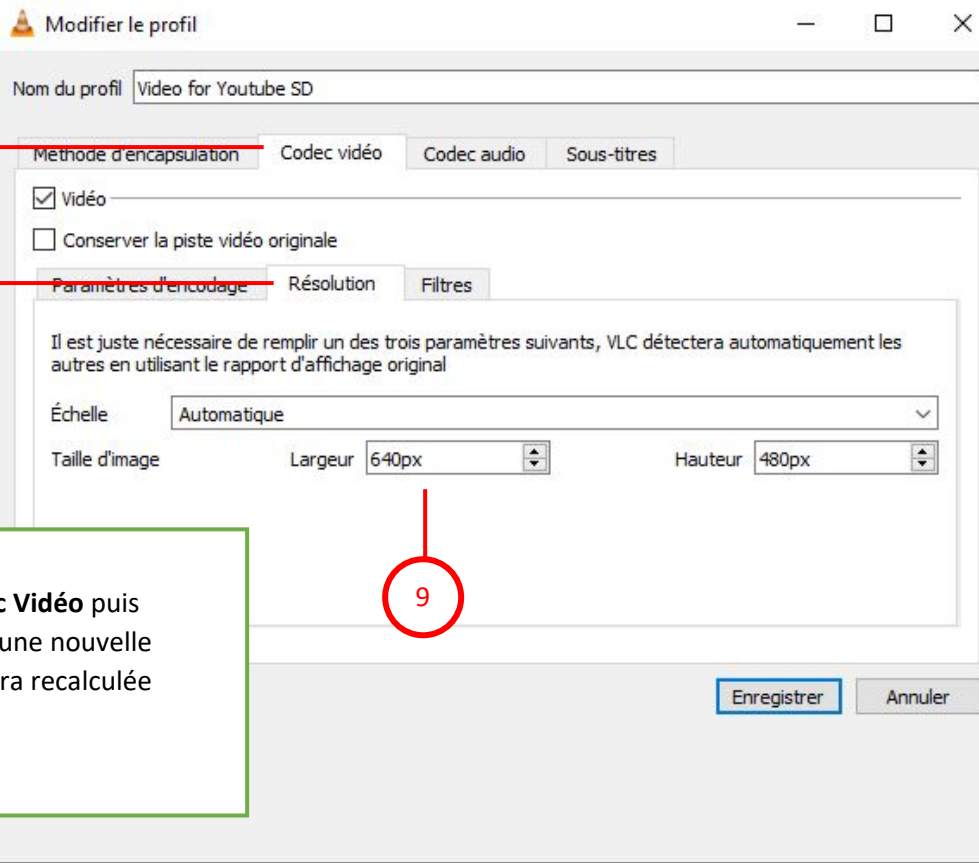 Modifier le profil
Nom du profil Video for Youtube SD
Méthode d'encapsulation Codec vidéo Codec audio Sous-titres
Vidéo
Conserver la piste vidéo originale
Paramètres d'encodage Résolution Filtres
Il est juste nécessaire de remplir un des trois paramètres suivants, VLC détectera automatiquement les
autres en utilisant le rapport d'affichage original
Échelle Automatique
Taille d'image Largeur 640px Hauteur 480px
9
c Vidéo puis
une nouvelle
ra recalculée
Enregistrer Annuler